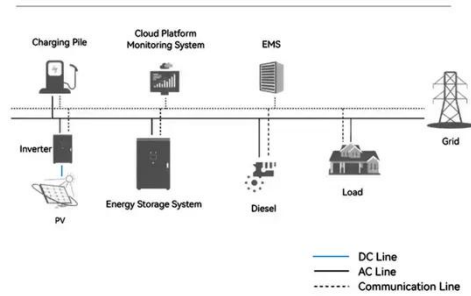 Charging Pile
Cloud Platform
Monitoring System
EMS
Grid
Inverter
PV
Energy Storage System
Diesel
Load
DC Line
AC Line
Communication Line